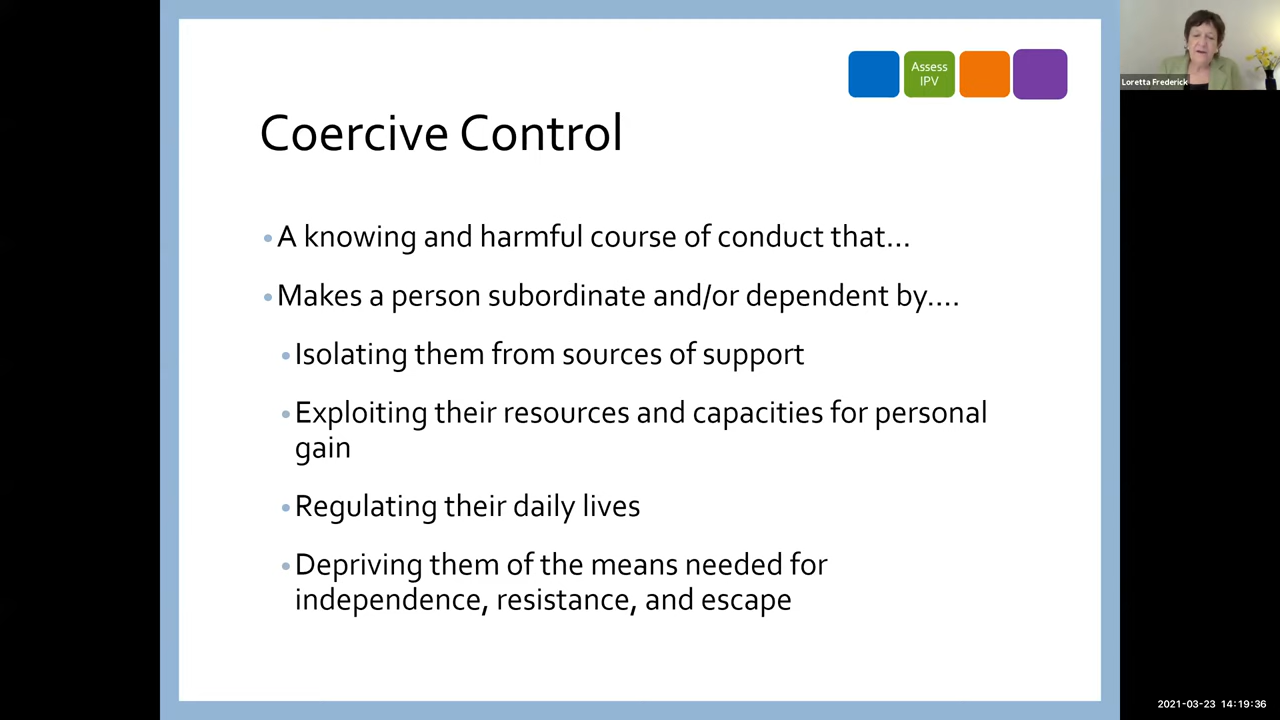 Assess
IPV
Loretta Frederick
Coercive Control
• A knowing and harmful course of conduct that...
• Makes a person subordinate and/or dependent by....
• Isolating them from sources of support
• Exploiting their resources and capacities for personal
gain
• Regulating their daily lives
• Depriving them of the means needed for
independence, resistance, and escape
2021-03-23 14:19:36